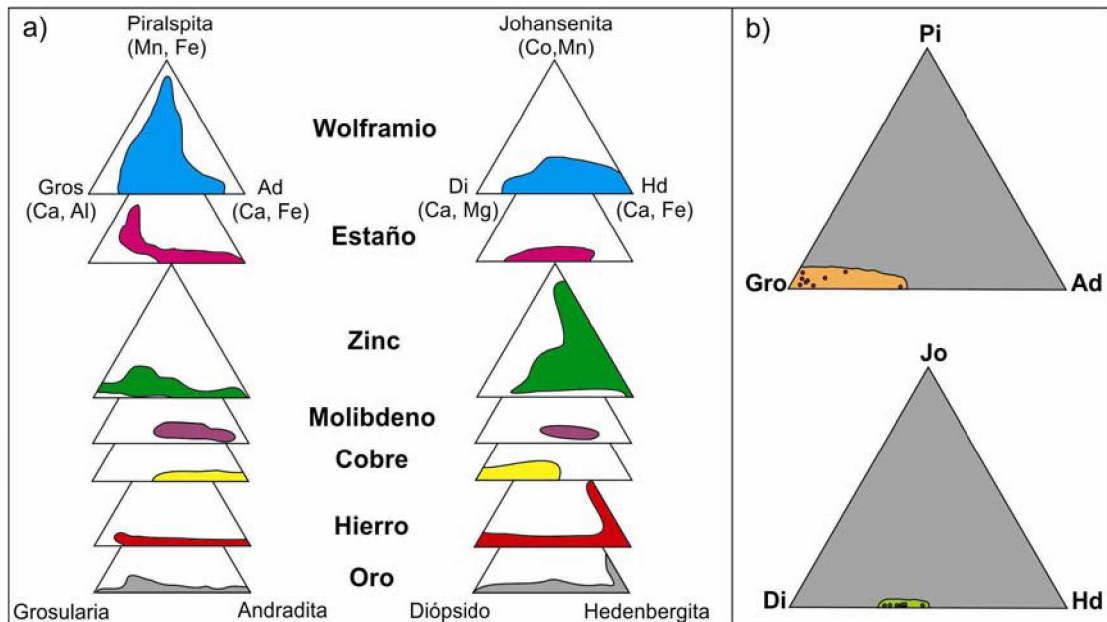 a)
Piralspita
(Mn, Fe)
Johansenita
(Co,Mn)
Wolframio
Gros
(Ca, Al)
Ad
(Ca, Fe)
Di
(Ca, Mg)
Hd
(Ca, Fe)
Estaño
Zinc
Molibdeno
Cobre
Hierro
Oro
Grosularia
Andradita
Diópsido
Hedenbergita
b)
Pi
Gro
Ad
Jo
Di
Hd